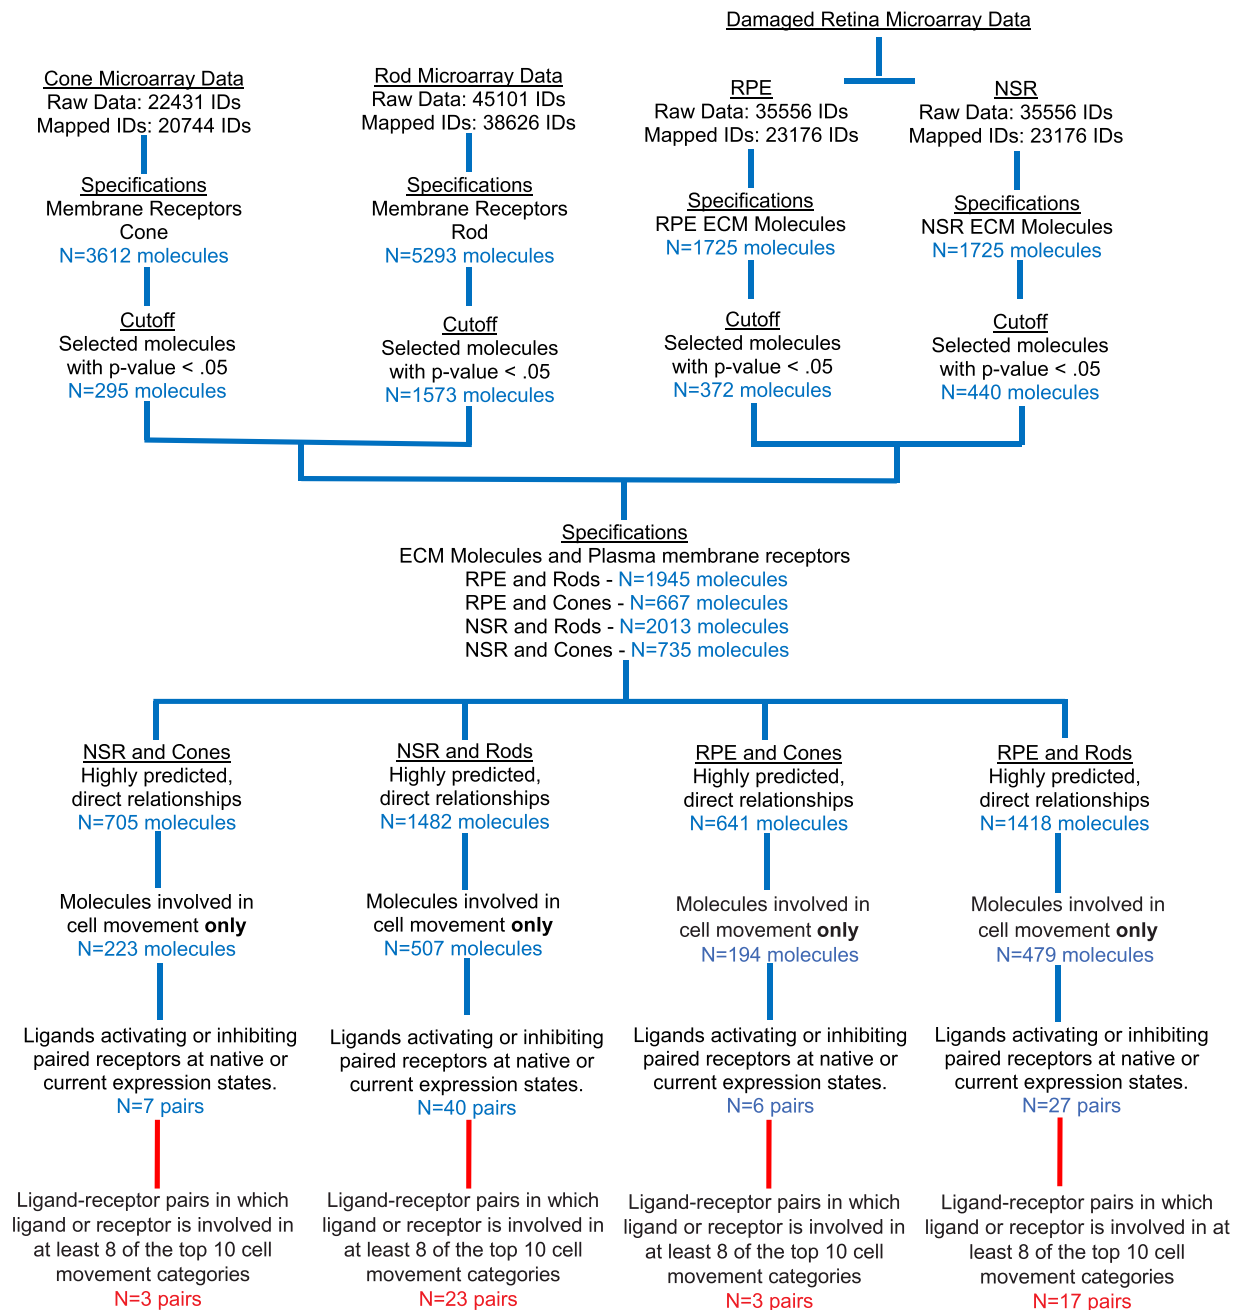 Damaged Retina Microarray Data
Cone Microarray Data
Raw Data: 22431 IDs
Mapped IDs: 20744 IDs
Rod Microarray Data
Raw Data: 45101 IDs
Mapped IDs: 38626 IDs
RPE
Raw Data: 35556 IDs
Mapped IDs: 23176 IDs
NSR
Raw Data: 35556 IDs
Mapped IDs: 23176 IDs
Specifications
Membrane Receptors
Cone
N=3612 molecules
Specifications
Membrane Receptors
Rod
N=5293 molecules
Specifications
RPE ECM Molecules
N=1725 molecules
Specifications
NSR ECM Molecules
N=1725 molecules
Cutoff
Selected molecules
with p-value < .05
N=295 molecules
Cutoff
Selected molecules
with p-value < .05
N=1573 molecules
Cutoff
Selected molecules
with p-value < .05
N=372 molecules
Cutoff
Selected molecules
with p-value < .05
N=440 molecules
Specifications
ECM Molecules and Plasma membrane receptors
RPE and Rods - N=1945 molecules
RPE and Cones - N=667 molecules
NSR and Rods - N=2013 molecules
NSR and Cones - N=735 molecules
NSR and Cones
Highly predicted,
direct relationships
N=705 molecules
NSR and Rods
Highly predicted,
direct relationships
N=1482 molecules
RPE and Cones
Highly predicted,
direct relationships
N=641 molecules
RPE and Rods
Highly predicted,
direct relationships
N=1418 molecules
Molecules involved in
cell movement only
N=223 molecules
Molecules involved in
cell movement only
N=507 molecules
Molecules involved in
cell movement only
N=194 molecules
Molecules involved in
cell movement only
N=479 molecules
Ligands activating or inhibiting
paired receptors at native or
current expression states.
N=7 pairs
Ligands activating or inhibiting
paired receptors at native or
current expression states.
N=40 pairs
Ligands activating or inhibiting
paired receptors at native or
current expression states.
N=6 pairs
Ligands activating or inhibiting
paired receptors at native or
current expression states.
N=27 pairs
Ligand-receptor pairs in which
ligand or receptor is involved in
at least 8 of the top 10 cell
movement categories
N=3 pairs
Ligand-receptor pairs in which
ligand or receptor is involved in
at least 8 of the top 10 cell
movement categories
N=23 pairs
Ligand-receptor pairs in which
ligand or receptor is involved in
at least 8 of the top 10 cell
movement categories
N=3 pairs
Ligand-receptor pairs in which
ligand or receptor is involved in at
least 8 of the top 10 cell
movement categories
N=17 pairs